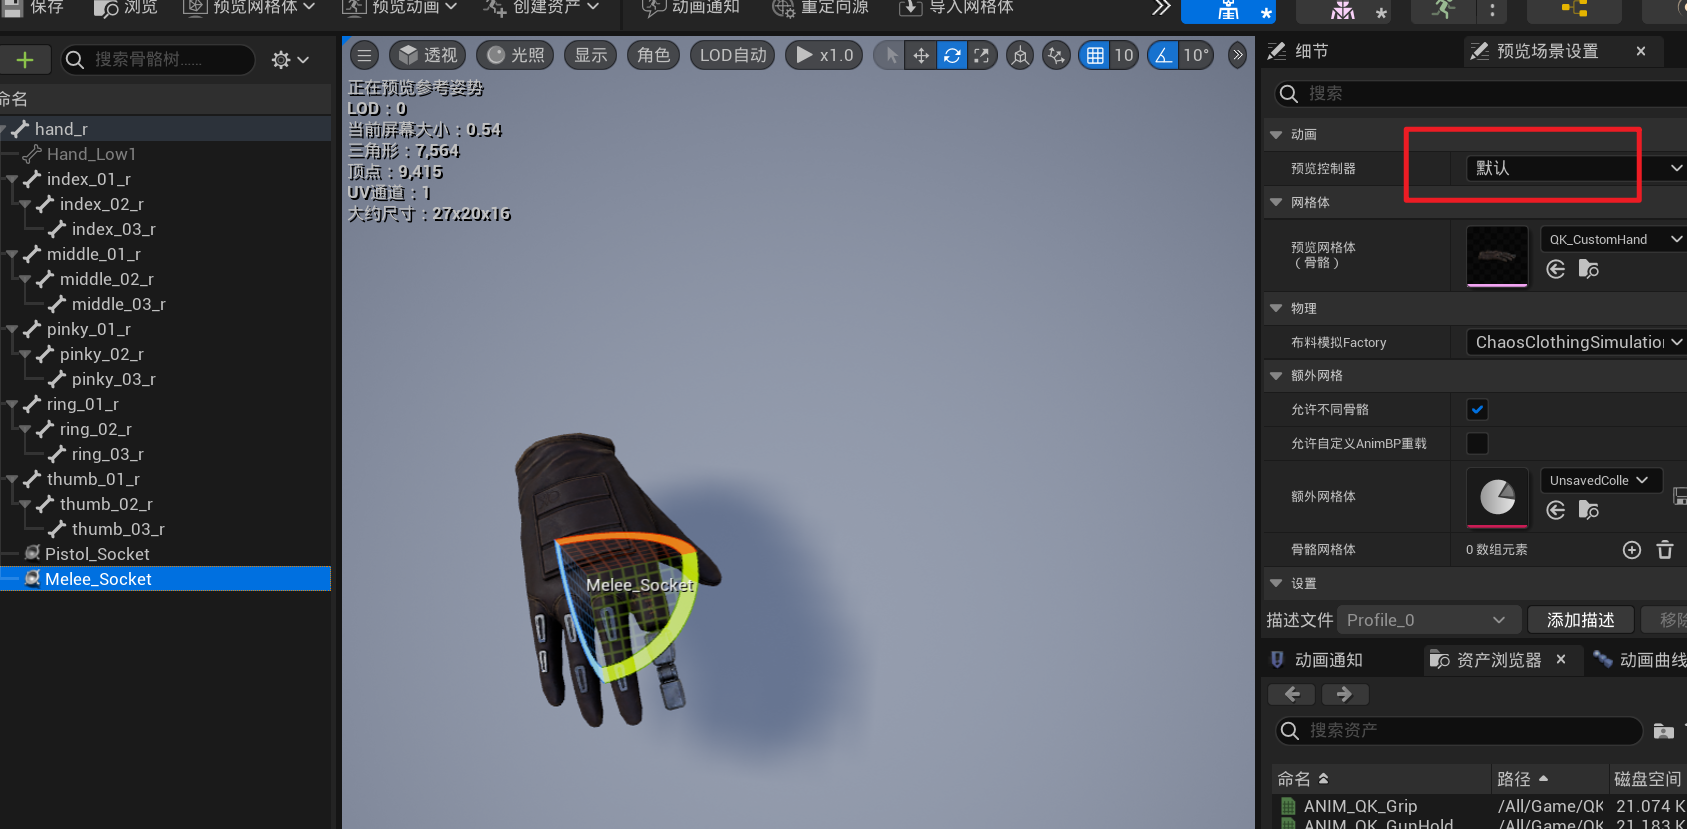 保存 浏览 预览网格体 预览动画 创建资产 动画通知 重定向源 导入网格体
搜索骨骼树......
命名
hand_r
Hand_Low1
index_01_r
index_02_r
index_03_r
middle_01_r
middle_02_r
middle_03_r
pinky_01_r
pinky_02_r
pinky_03_r
ring_01_r
ring_02_r
ring_03_r
thumb_01_r
thumb_02_r
thumb_03_r
Pistol_Socket
Melee_Socket
透视 光照 显示 角色 LOD自动 x1.0 10 10°
正在预览参考姿势
LOD：0
当前屏幕大小：0.54
三角形：7,564
顶点：9,415
UV通道：1
大约尺寸：27x20x16
Melee_Socket
细节 预览场景设置
搜索
动画
预览控制器 默认
网格体
预览网格体
（骨骼）
QK_CustomHand
物理
布料模拟Factory ChaosClothingSimulation
额外网格
允许不同骨骼
允许自定义AnimBP重载
额外网格体 UnsavedColle
骨骼网格体 0 数组元素
设置
描述文件 Profile_0 添加描述 移除
动画通知 资产浏览器 动画曲线
搜索资产
命名 路径 磁盘空间
ANIM_QK_Grip /All/Game/QK 21.074 K
ANIM_QK_GunHold /All/Game/QK 21.183 K